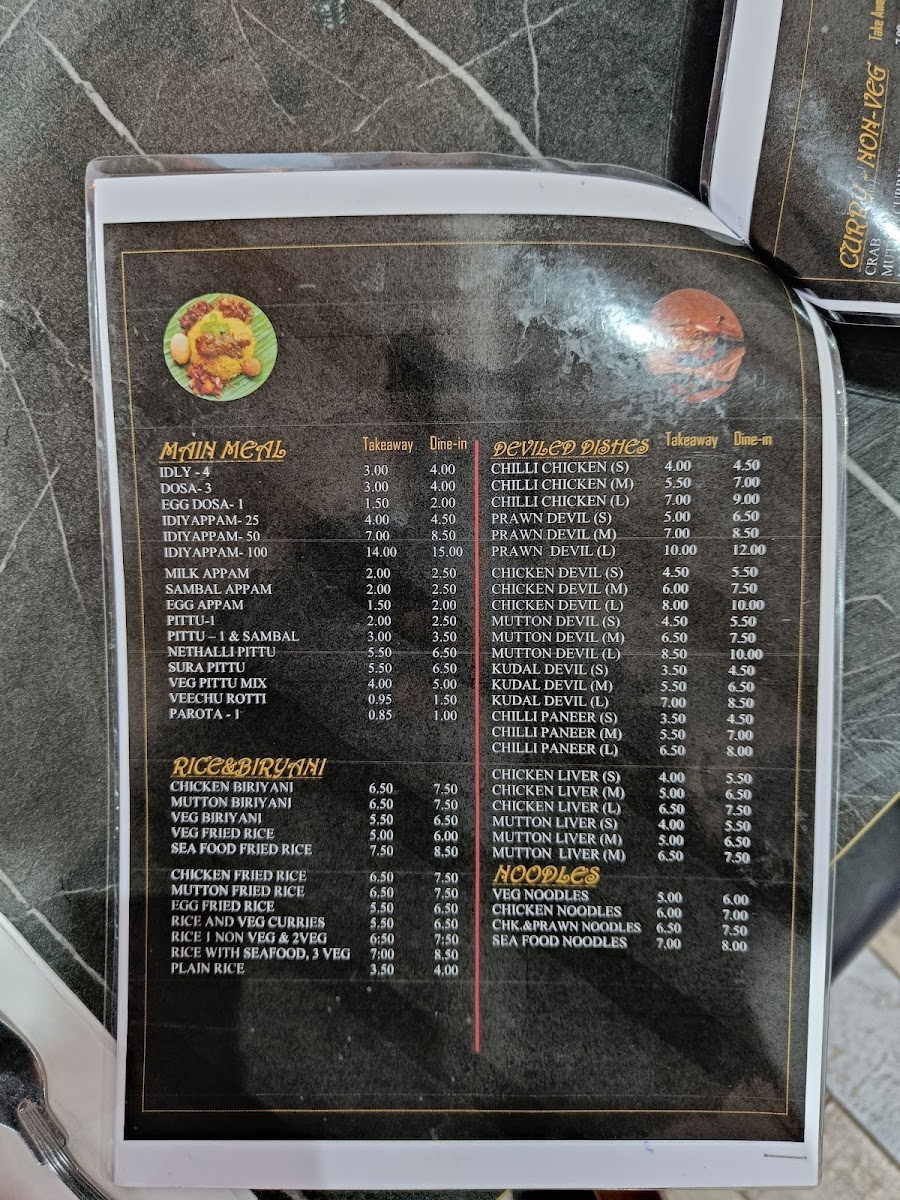 MAIN MEAL Takeaway Dine-in
IDLY - 4 3.00 4.00
DOSA- 3 3.00 4.00
EGG DOSA- 1 1.50 2.00
IDIYAPPAM- 25 4.00 4.50
IDIYAPPAM- 50 7.00 8.50
IDIYAPPAM- 100 14.00 15.00
MILK APPAM 2.00 2.50
SAMBAL APPAM 2.00 2.50
EGG APPAM 1.50 2.00
PITTU-1 2.00 2.50
PITTU – 1 & SAMBAL 3.00 3.50
NETHALLI PITTU 5.50 6.50
SURA PITTU 5.50 6.50
VEG PITTU MIX 4.00 5.00
VEECHU ROTTI 0.95 1.50
PAROTA - 1 0.85 1.00
RICE&BIRYANI
CHICKEN BIRIYANI 6.50 7.50
MUTTON BIRIYANI 6.50 7.50
VEG BIRIYANI 5.50 6.50
VEG FRIED RICE 5.00 6.00
SEA FOOD FRIED RICE 7.50 8.50
CHICKEN FRIED RICE 6.50 7.50
MUTTON FRIED RICE 6.50 7.50
EGG FRIED RICE 5.50 6.50
RICE AND VEG CURRIES 5.50 6.50
RICE 1 NON VEG & 2VEG 6:50 7:50
RICE WITH SEAFOOD, 3 VEG 7:00 8.50
PLAIN RICE 3.50 4.00
DEVILED DISHES Takeaway Dine-in
CHILLI CHICKEN (S) 4.00 4.50
CHILLI CHICKEN (M) 5.50 7.00
CHILLI CHICKEN (L) 7.00 9.00
PRAWN DEVIL (S) 5.00 6.50
PRAWN DEVIL (M) 7.00 8.50
PRAWN DEVIL (L) 10.00 12.00
CHICKEN DEVIL (S) 4.50 5.50
CHICKEN DEVIL (M) 6.00 7.50
CHICKEN DEVIL (L) 8.00 10.00
MUTTON DEVIL (S) 4.50 5.50
MUTTON DEVIL (M) 6.50 7.50
MUTTON DEVIL (L) 8.50 10.00
KUDAL DEVIL (S) 3.50 4.50
KUDAL DEVIL (M) 5.50 6.50
KUDAL DEVIL (L) 7.00 8.50
CHILLI PANEER (S) 3.50 4.50
CHILLI PANEER (M) 5.50 7.00
CHILLI PANEER (L) 6.50 8.00
CHICKEN LIVER (S) 4.00 5.50
CHICKEN LIVER (M) 5.00 6.50
CHICKEN LIVER (L) 6.50 7.50
MUTTON LIVER (S) 4.00 5.50
MUTTON LIVER (M) 5.00 6.50
MUTTON LIVER (M) 6.50 7.50
NOODLES
VEG NOODLES 5.00 6.00
CHICKEN NOODLES 6.00 7.00
CHK.&PRAWN NOODLES 6.50 7.50
SEA FOOD NOODLES 7.00 8.00
CURRY - NON-VEG Take
CRAB